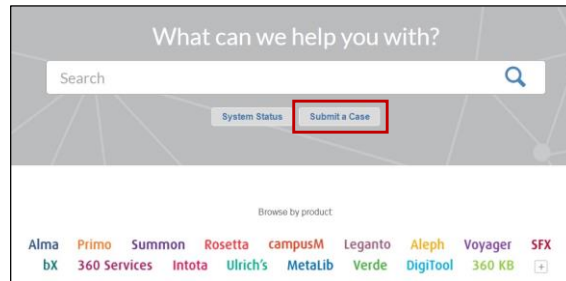 What can we help you with?
Search
System Status Submit a Case
Browse by product:
Alma Primo Summon Rosetta campusM Leganto Aleph Voyager SFX
bX 360 Services Intota Ulrich's MetaLib Verde DigiTool 360 KB +